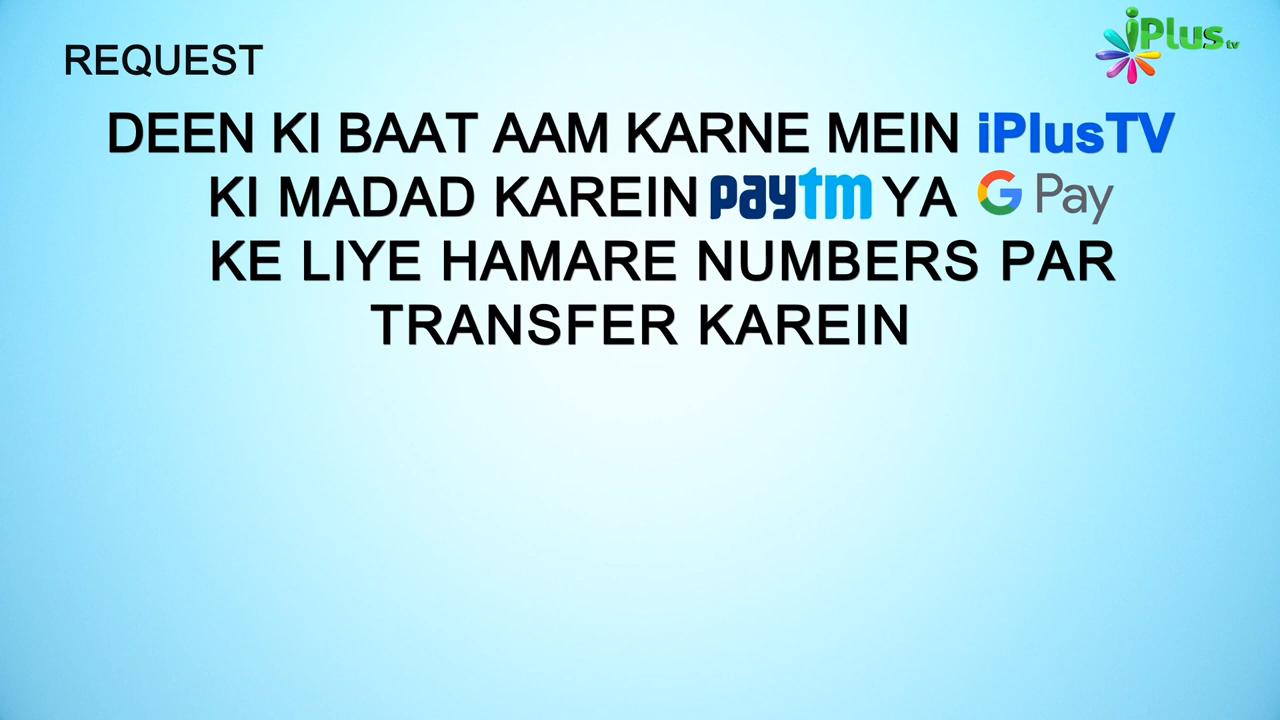 REQUEST
iPlus tv
DEEN KI BAAT AAM KARNE MEIN iPlusTV
KI MADAD KAREIN paytm YA G Pay
KE LIYE HAMARE NUMBERS PAR
TRANSFER KAREIN